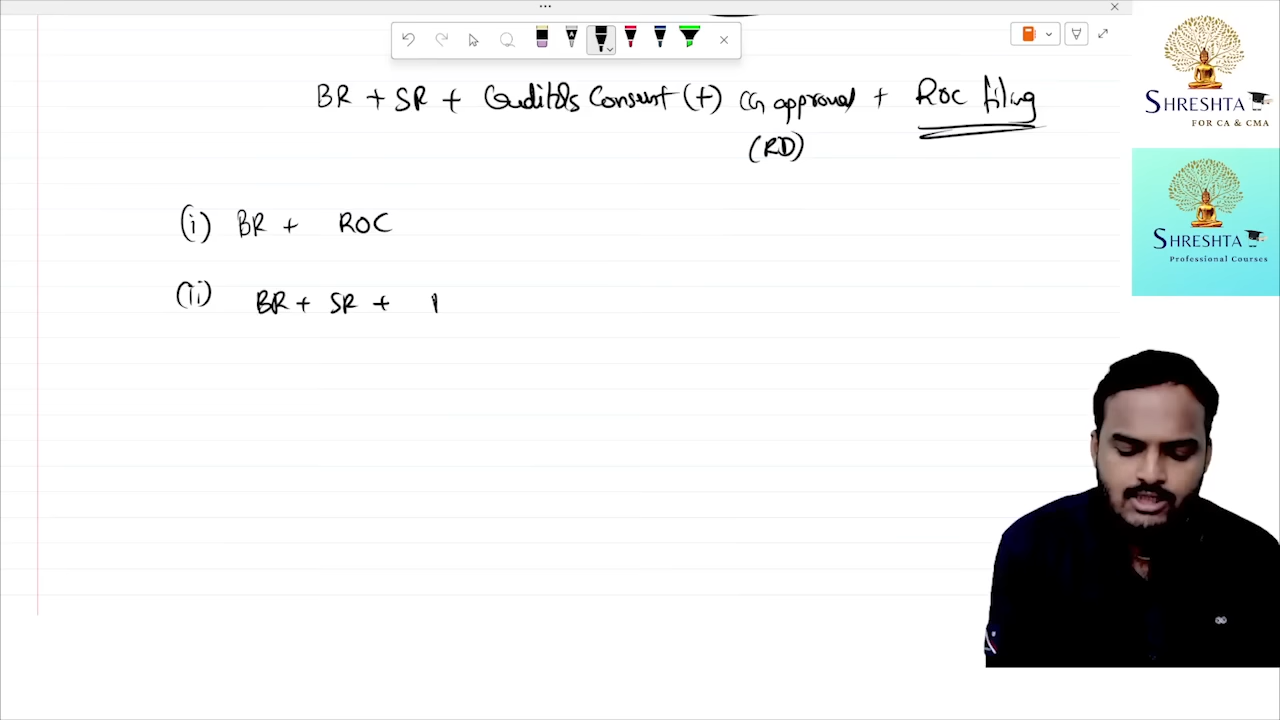 BR + SR + Creditors Consent (+) CG approval + ROC filing
(RD)
(i) BR + ROC
(ii) BR + SR +
SHRESHTA
FOR CA & CMA
SHRESHTA
Professional Courses